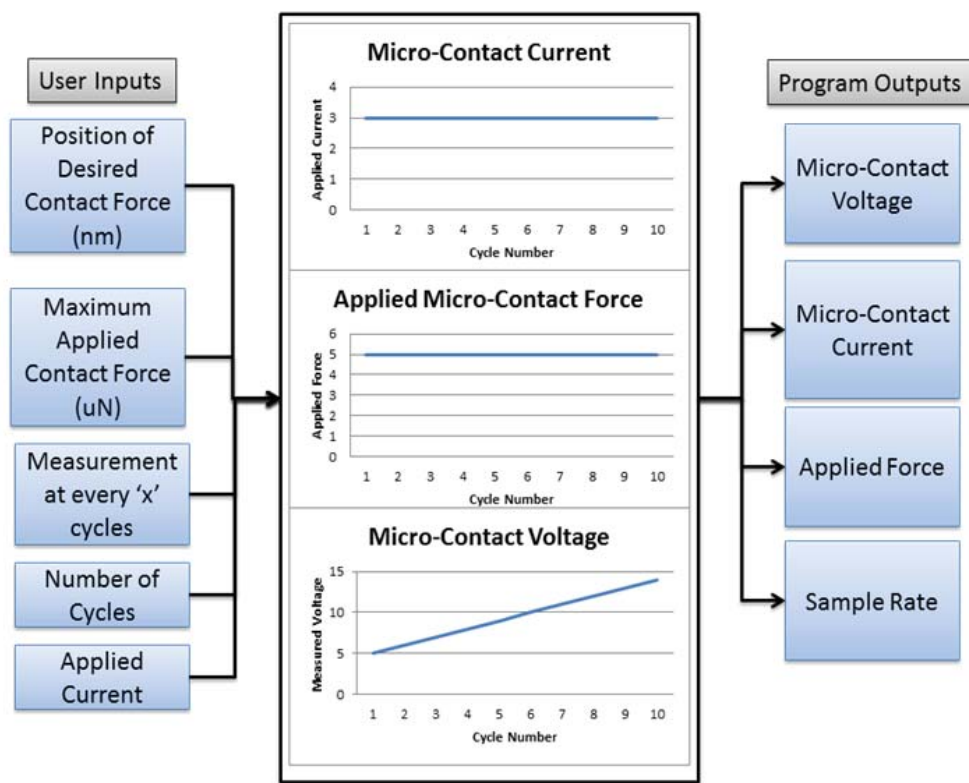 User Inputs
Position of
Desired
Contact Force
(nm)
Maximum
Applied
Contact Force
(uN)
Measurement
at every ‘x’
cycles
Number of
Cycles
Applied
Current
Micro-Contact Current
Applied Current
4
3
2
1
0
1 2 3 4 5 6 7 8 9 10
Cycle Number
Applied Micro-Contact Force
Applied Force
6
5
4
3
2
1
0
1 2 3 4 5 6 7 8 9 10
Cycle Number
Micro-Contact Voltage
Measured Voltage
15
10
5
0
1 2 3 4 5 6 7 8 9 10
Cycle Number
Program Outputs
Micro-Contact
Voltage
Micro-Contact
Current
Applied Force
Sample Rate